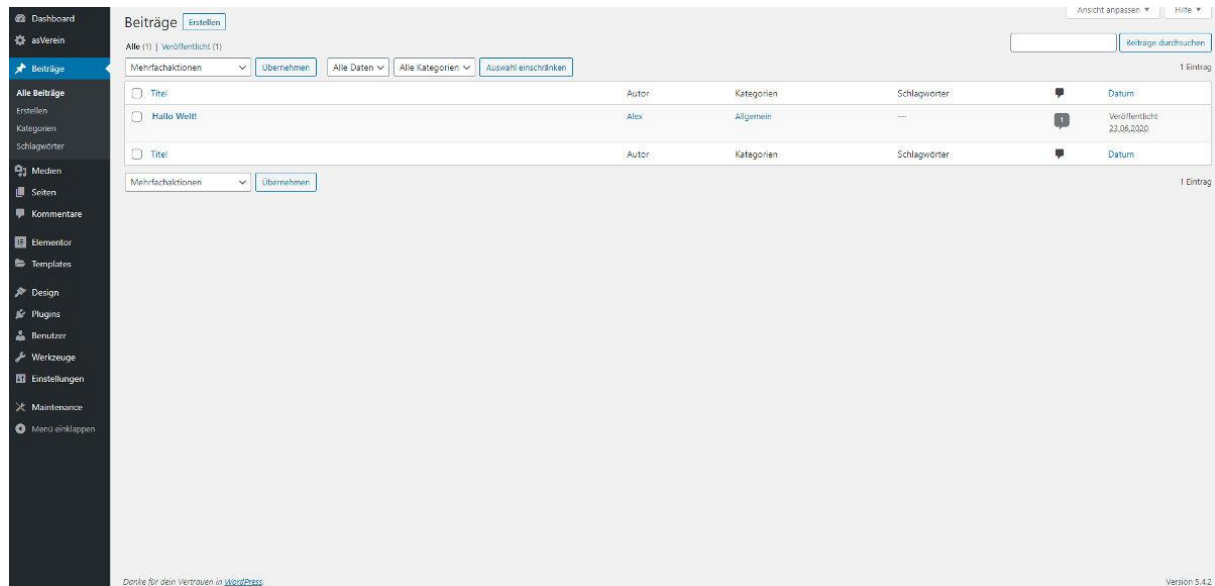 Dashboard
asVerein
Beiträge
Alle Beiträge
Erstellen
Kategorien
Schlagwörter
Medien
Seiten
Kommentare
Elementor
Templates
Design
Plugins
Benutzer
Werkzeuge
Einstellungen
Maintenance
Menü einklappen
Ansicht anpassen Hilfe
Beiträge Erstellen
Alle (1) | Veröffentlicht (1)
Beiträge durchsuchen
Mehrfachaktionen Übernehmen Alle Daten Alle Kategorien Auswahl einschränken 1 Eintrag
Titel Autor Kategorien Schlagwörter Datum
Hallo Welt! Alex Allgemein — 1 Veröffentlicht
23.06.2020
Titel Autor Kategorien Schlagwörter Datum
Mehrfachaktionen Übernehmen 1 Eintrag
Danke für dein Vertrauen in WordPress. Version 5.4.2